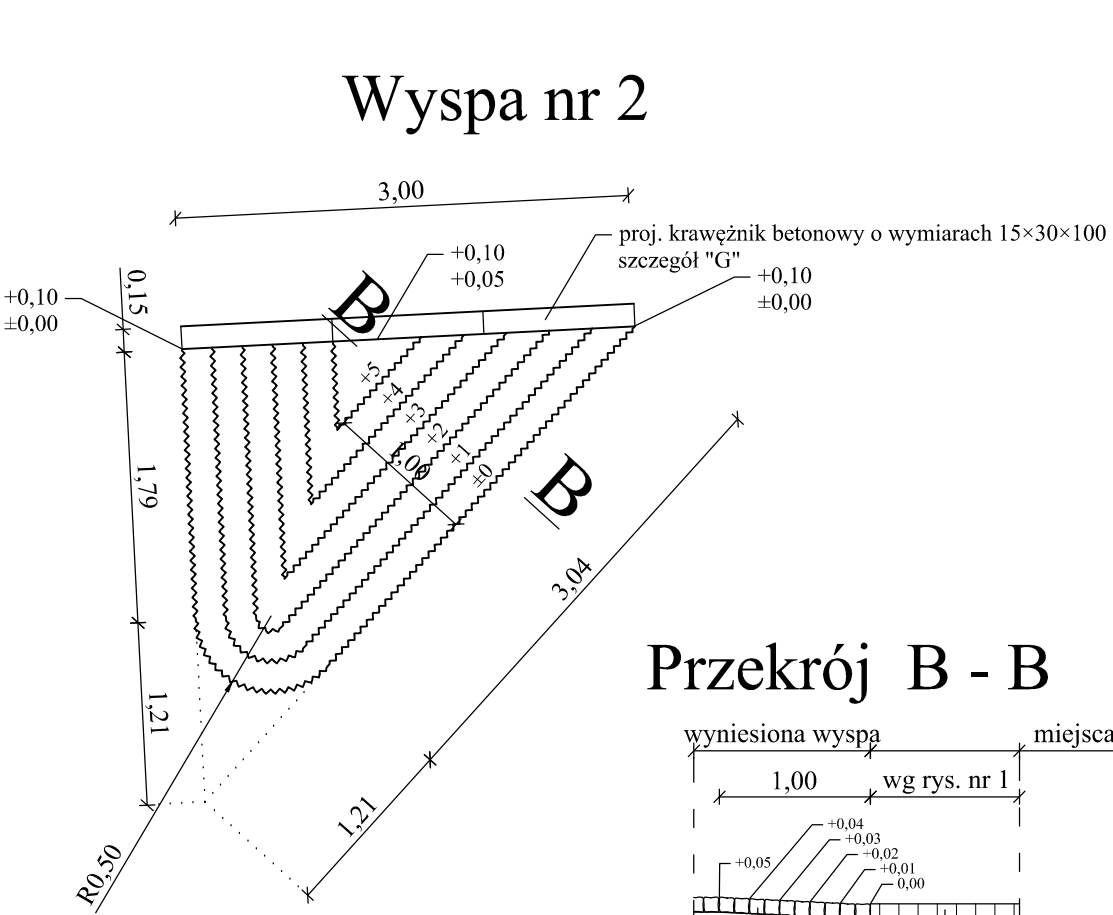 Wyspa nr 2
3,00
proj. krawężnik betonowy o wymiarach 15×30×100
szczegół "G"
+0,10
+0,05
+0,10
±0,00
+0,10
±0,00
0,15
B
+5
+4
+3
+2
+1
±0
1,00
B
1,79
3,04
1,21
1,21
R0,50
Przekrój B - B
wyniesiona wyspa
miejsca
1,00
wg rys. nr 1
+0,04
+0,03
+0,02
+0,01
0,00
+0,05